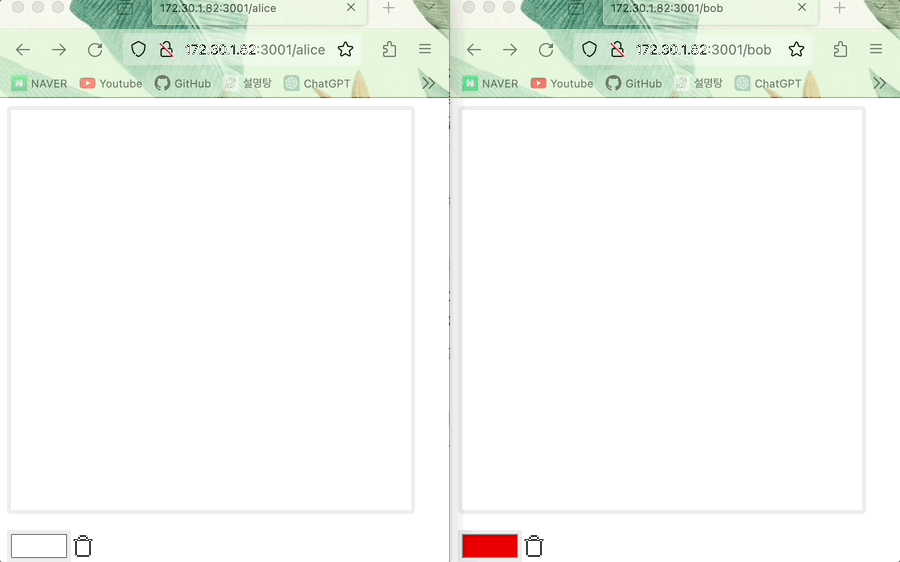 172.30.1.82:3001/alice
172.30.1.82:3001/alice
NAVER
Youtube
GitHub
설명탕
ChatGPT
172.30.1.82:3001/bob
172.30.1.82:3001/bob
NAVER
Youtube
GitHub
설명탕
ChatGPT